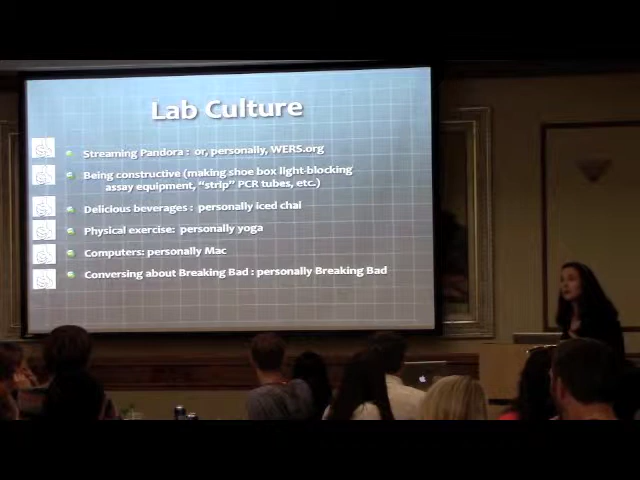 Lab Culture
Streaming Pandora : or, personally, WERS.org
Being constructive (making shoe box light-blocking
assay equipment, “strip” PCR tubes, etc.)
Delicious beverages : personally iced chai
Physical exercise: personally yoga
Computers: personally Mac
Conversing about Breaking Bad : personally Breaking Bad